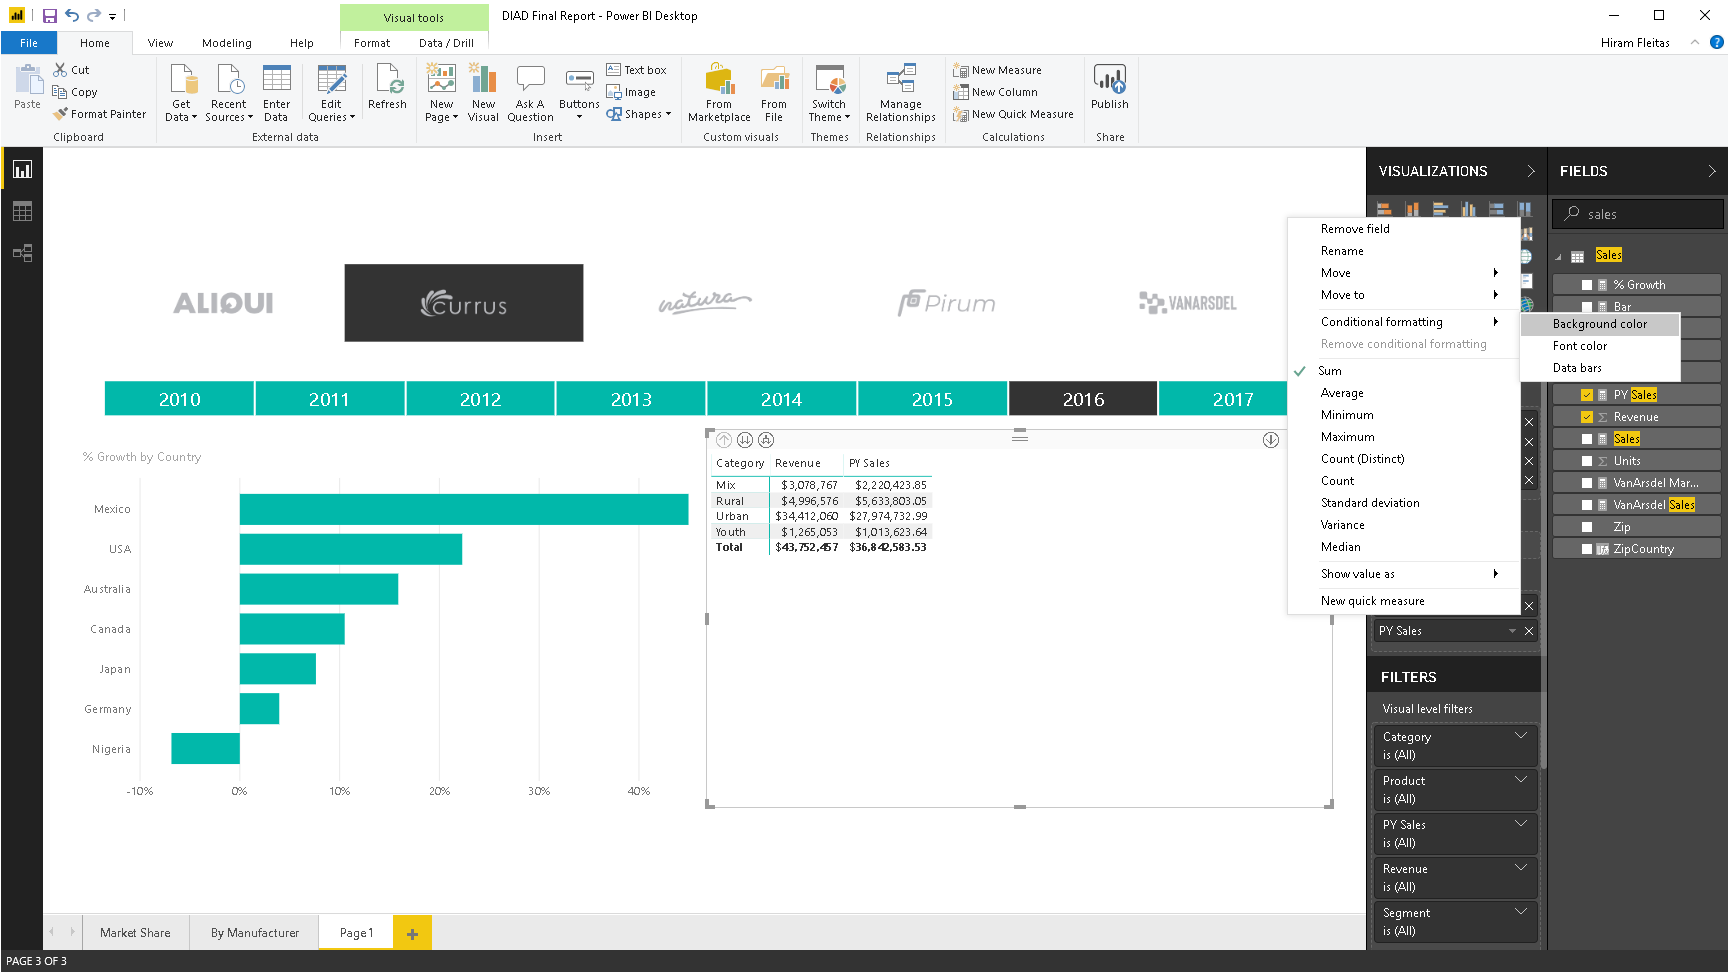 Visual tools
DIAD Final Report - Power BI Desktop
File
Home
View
Modeling
Help
Format
Data / Drill
Hiram Fleitas
Paste
Cut
Copy
Format Painter
Clipboard
Get Data
Recent Sources
Enter Data
Edit Queries
Refresh
External data
New Page
New Visual
Ask A Question
Buttons
Text box
Image
Shapes
Insert
From Marketplace
From File
Custom visuals
Switch Theme
Themes
Manage Relationships
Relationships
New Measure
New Column
New Quick Measure
Calculations
Publish
Share
ALIQUI
currus
natura
Pirum
VANARSDEL
2010 2011 2012 2013 2014 2015 2016 2017
% Growth by Country
Mexico
USA
Australia
Canada
Japan
Germany
Nigeria
-10% 0% 10% 20% 30% 40%
Category Revenue PY Sales
Mix $3,078,767 $2,220,423.85
Rural $4,996,576 $5,633,803.05
Urban $34,412,060 $27,974,732.99
Youth $1,265,053 $1,013,623.64
Total $43,752,457 $36,842,583.53
Remove field
Rename
Move
Move to
Conditional formatting
Remove conditional formatting
Sum
Average
Minimum
Maximum
Count (Distinct)
Count
Standard deviation
Variance
Median
Show value as
New quick measure
Background color
Font color
Data bars
VISUALIZATIONS
PY Sales
FILTERS
Visual level filters
Category
is (All)
Product
is (All)
PY Sales
is (All)
Revenue
is (All)
Segment
is (All)
FIELDS
sales
Sales
% Growth
Bar
PY Sales
Revenue
Sales
Units
VanArsdel Mar...
VanArsdel Sales
Zip
ZipCountry
Market Share
By Manufacturer
Page 1
PAGE 3 OF 3